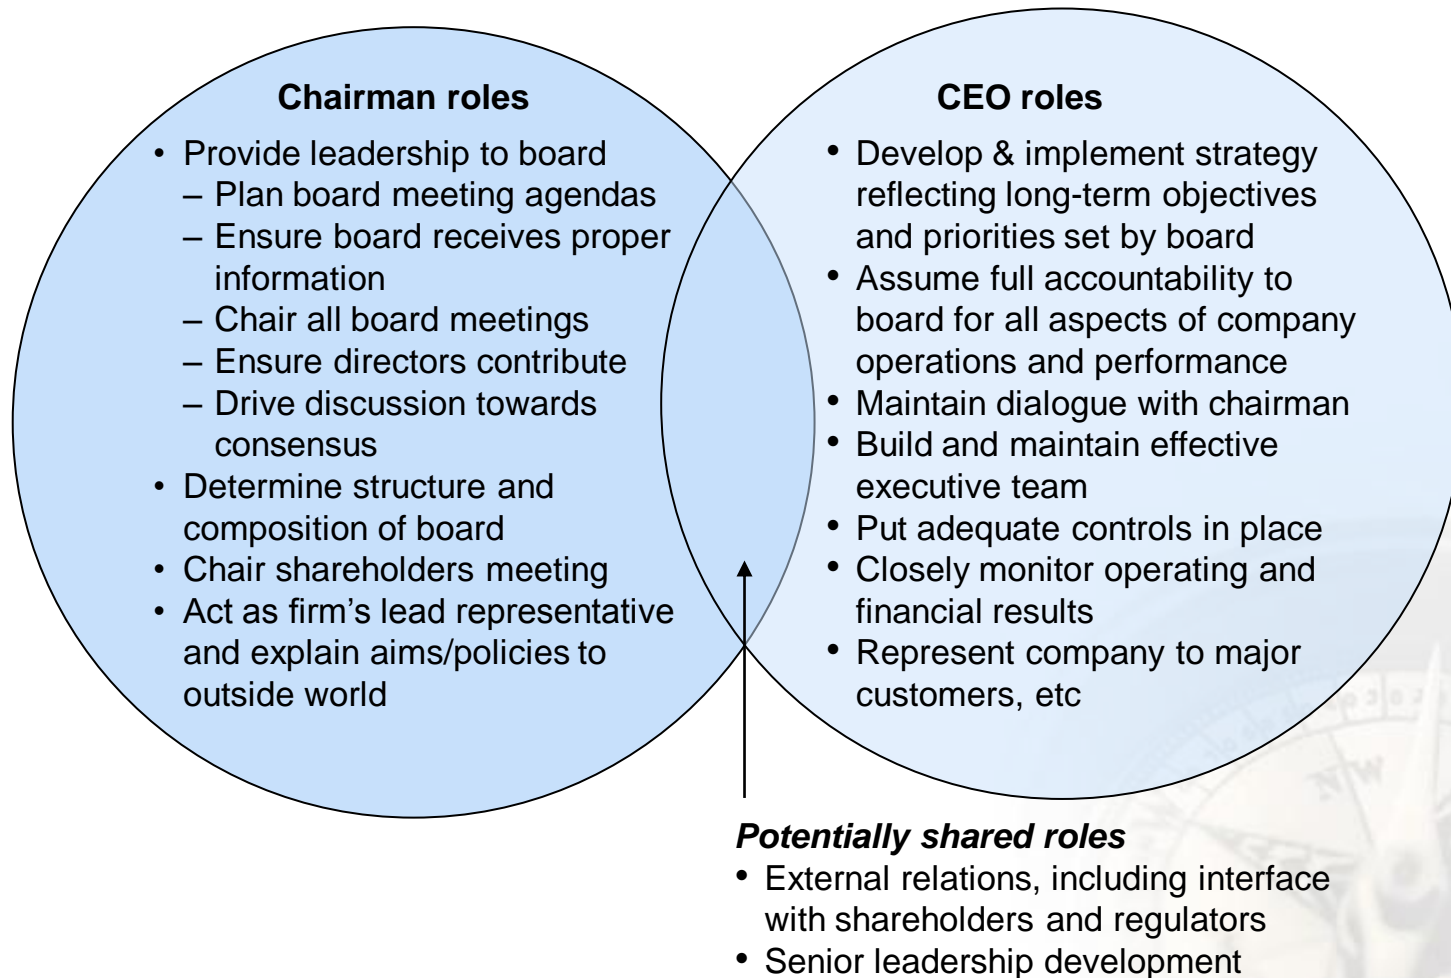 Chairman roles
• Provide leadership to board
– Plan board meeting agendas
– Ensure board receives proper
information
– Chair all board meetings
– Ensure directors contribute
– Drive discussion towards
consensus
• Determine structure and
composition of board
• Chair shareholders meeting
• Act as firm’s lead representative
and explain aims/policies to
outside world
CEO roles
• Develop & implement strategy
reflecting long-term objectives
and priorities set by board
• Assume full accountability to
board for all aspects of company
operations and performance
• Maintain dialogue with chairman
• Build and maintain effective
executive team
• Put adequate controls in place
• Closely monitor operating and
financial results
• Represent company to major
customers, etc
Potentially shared roles
• External relations, including interface
with shareholders and regulators
• Senior leadership development
NW